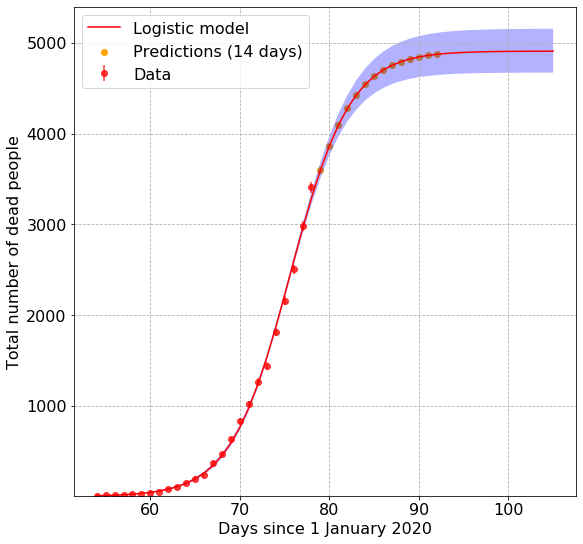 Logistic model
Predictions (14 days)
Data
Total number of dead people
5000
4000
3000
2000
1000
60 70 80 90 100
Days since 1 January 2020